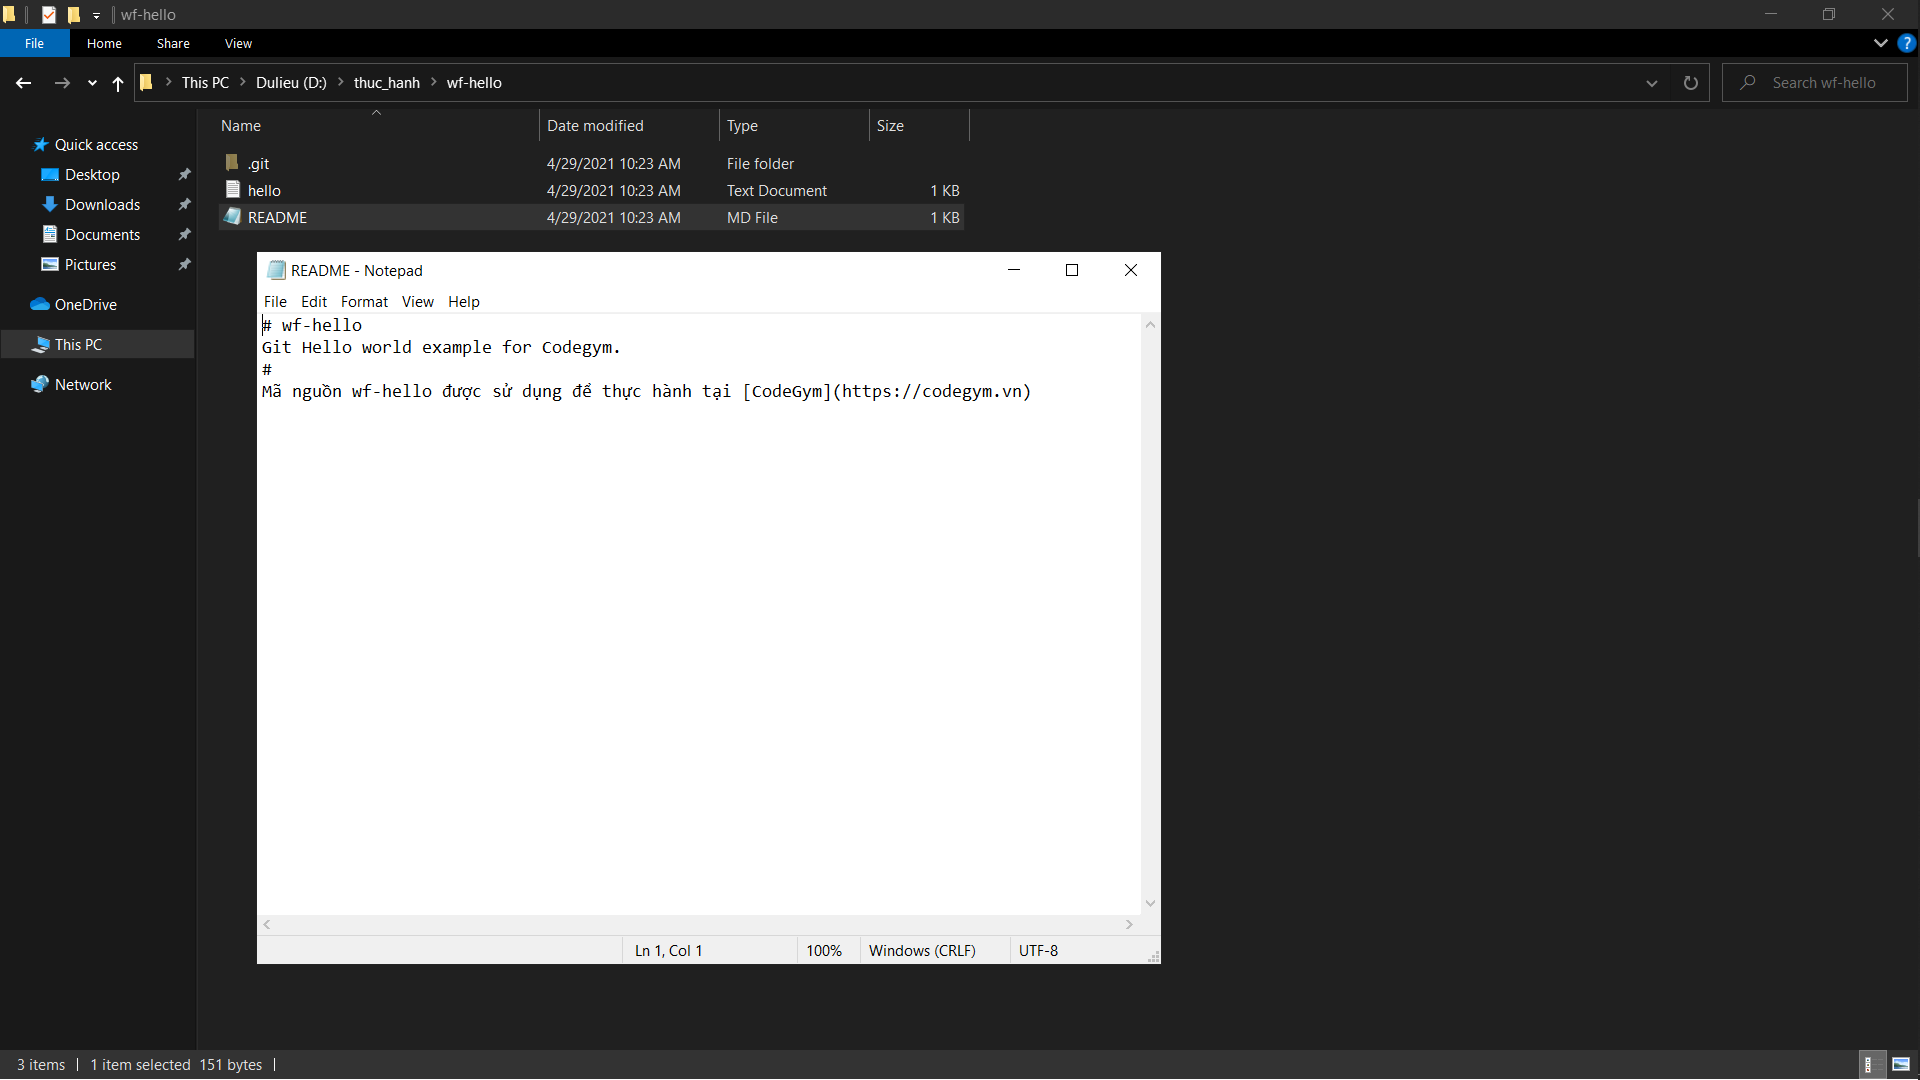 wf-hello
File Home Share View
This PC Dulieu (D:) thuc_hanh wf-hello
Search wf-hello
Quick access
Desktop
Downloads
Documents
Pictures
OneDrive
This PC
Network
Name Date modified Type Size
.git 4/29/2021 10:23 AM File folder
hello 4/29/2021 10:23 AM Text Document 1 KB
README 4/29/2021 10:23 AM MD File 1 KB
README - Notepad
File Edit Format View Help
# wf-hello
Git Hello world example for Codegym.
#
Mã nguồn wf-hello được sử dụng để thực hành tại [CodeGym](https://codegym.vn)
Ln 1, Col 1 100% Windows (CRLF) UTF-8
3 items 1 item selected 151 bytes